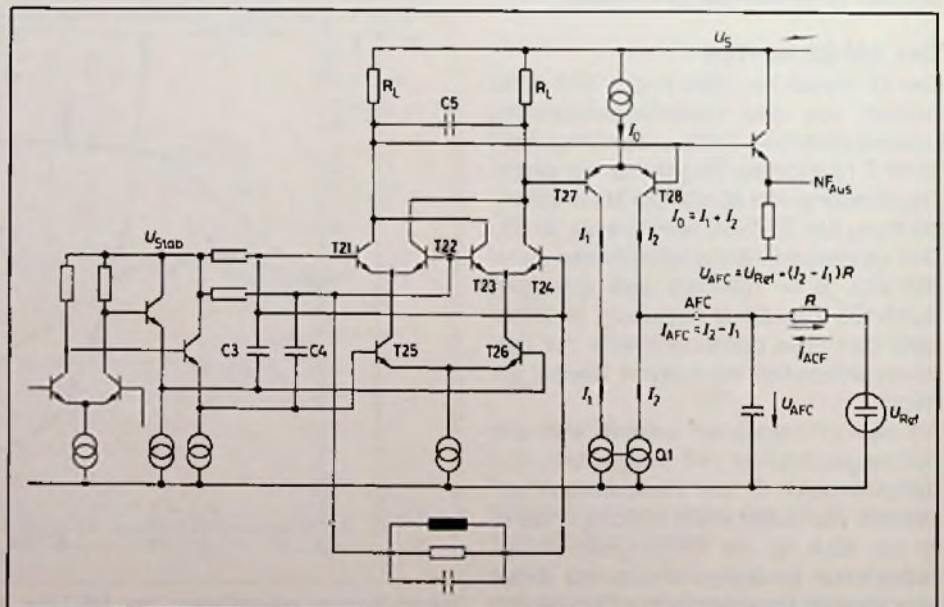 U_S
R_L
R_L
C5
I_0
T27
T28
NF_Aus
I_0 = I_1 + I_2
U_Stab
T21
T22
I_1
I_2
T23
T24
U_AFC = U_Ref + (I_2 - I_1) R
AFC
R
I_AFC = I_2 - I_1
I_ACF
C3
C4
T25
T26
I_1
I_2
U_AFC
U_Ref
Q1